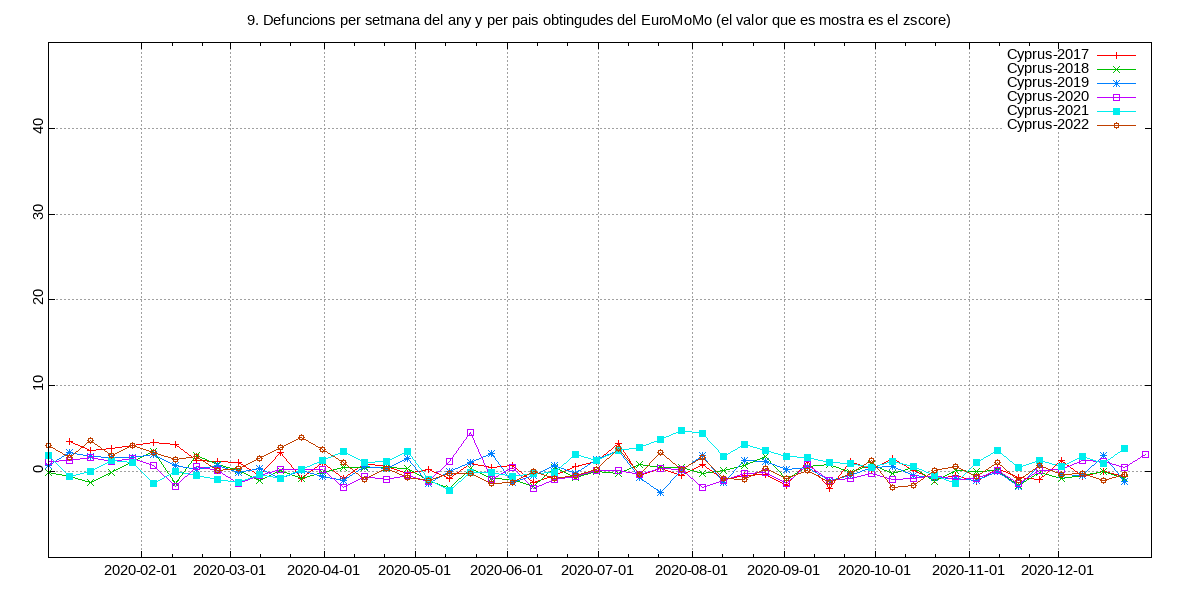 9. Defuncions per setmana del any y per pais obtingudes del EuroMoMo (el valor que es mostra es el zscore)
Cyprus-2017
Cyprus-2018
Cyprus-2019
Cyprus-2020
Cyprus-2021
Cyprus-2022
40
30
20
10
0
2020-02-01 2020-03-01 2020-04-01 2020-05-01 2020-06-01 2020-07-01 2020-08-01 2020-09-01 2020-10-01 2020-11-01 2020-12-01